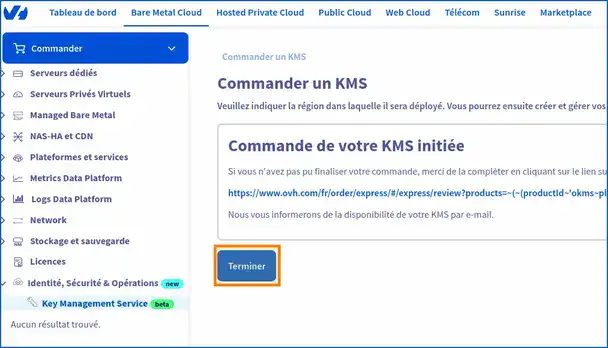 Tableau de bord Bare Metal Cloud Hosted Private Cloud Public Cloud Web Cloud Télécom Sunrise Marketplace
Commander
Serveurs dédiés
Serveurs Privés Virtuels
Managed Bare Metal
NAS-HA et CDN
Plateformes et services
Metrics Data Platform
Logs Data Platform
Network
Stockage et sauvegarde
Licences
Identité, Sécurité & Opérations new
Key Management Service beta
Aucun résultat trouvé.
Commander un KMS
Commander un KMS
Veuillez indiquer la région dans laquelle il sera déployé. Vous pourrez ensuite créer et gérer vos
Commande de votre KMS initiée
Si vous n'avez pas pu finaliser votre commande, merci de la compléter en cliquant sur le lien su
https://www.ovh.com/fr/order/express/#/express/review?products=~(~(productId~'okms~pl
Nous vous informerons de la disponibilité de votre KMS par e-mail.
Terminer